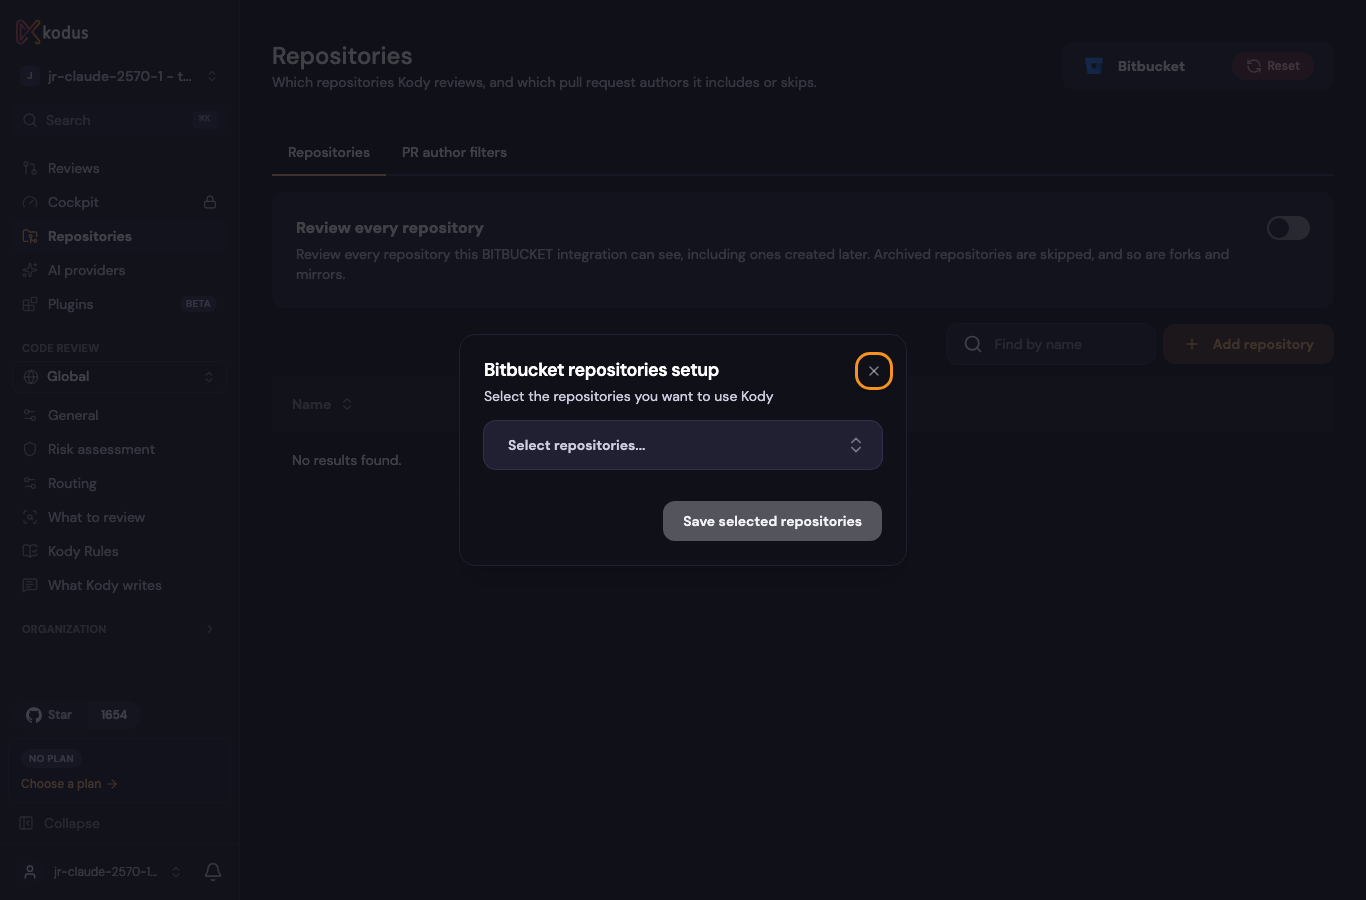 kodus
J jr-claude-2570-1 - t...
Search ⌘K
Reviews
Cockpit
Repositories
AI providers
Plugins BETA
CODE REVIEW
Global
General
Risk assessment
Routing
What to review
Kody Rules
What Kody writes
ORGANIZATION
Star 1654
NO PLAN
Choose a plan →
Collapse
jr-claude-2570-1...
Repositories
Which repositories Kody reviews, and which pull request authors it includes or skips.
Bitbucket Reset
Repositories PR author filters
Review every repository
Review every repository this BITBUCKET integration can see, including ones created later. Archived repositories are skipped, and so are forks and
mirrors.
Find by name + Add repository
Name
No results found.
Bitbucket repositories setup
Select the repositories you want to use Kody
Select repositories...
Save selected repositories